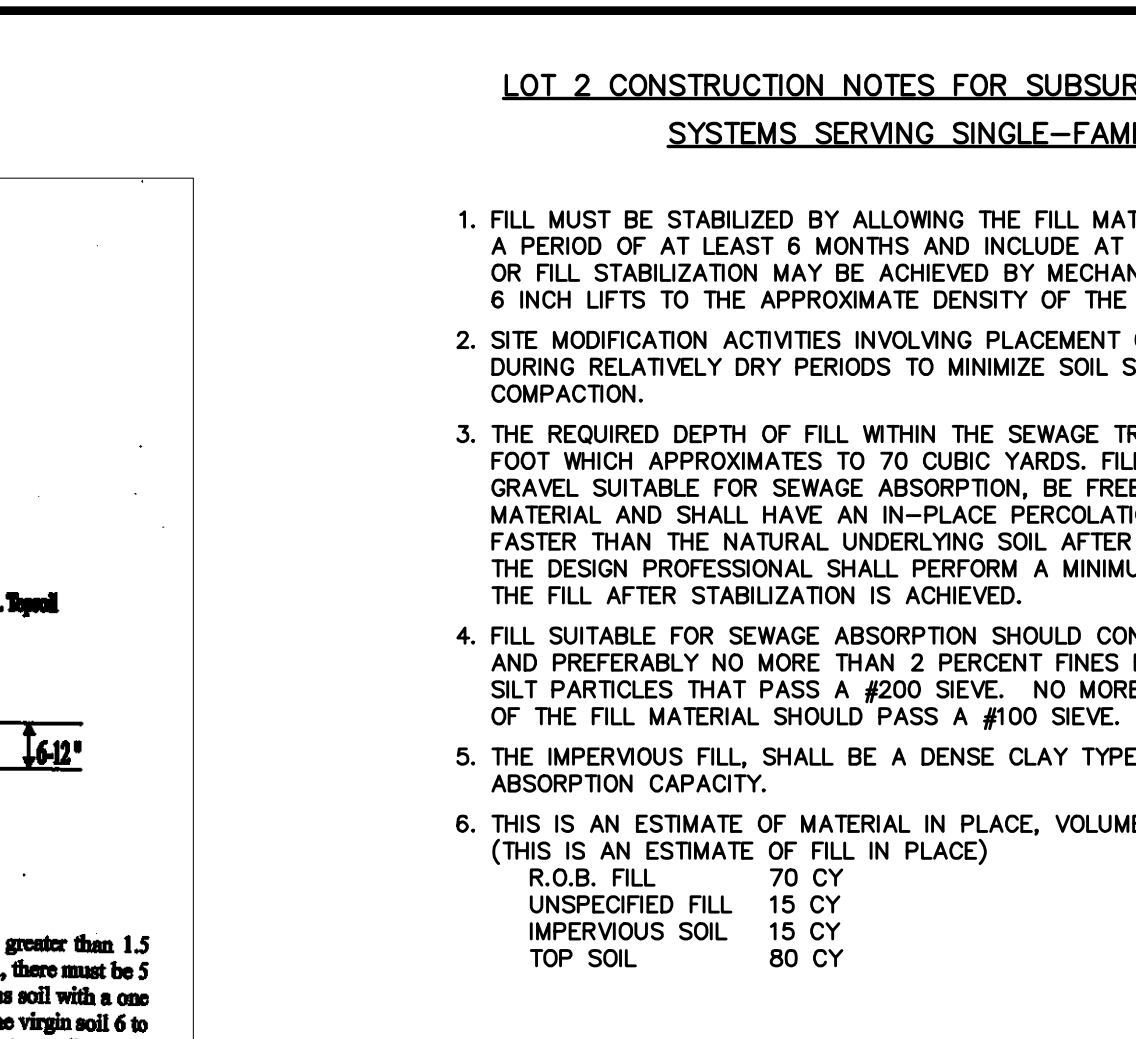 LOT 2 CONSTRUCTION NOTES FOR SUBSUR
SYSTEMS SERVING SINGLE-FAMI
1. FILL MUST BE STABILIZED BY ALLOWING THE FILL MAT
A PERIOD OF AT LEAST 6 MONTHS AND INCLUDE AT
OR FILL STABILIZATION MAY BE ACHIEVED BY MECHAN
6 INCH LIFTS TO THE APPROXIMATE DENSITY OF THE
2. SITE MODIFICATION ACTIVITIES INVOLVING PLACEMENT
DURING RELATIVELY DRY PERIODS TO MINIMIZE SOIL S
COMPACTION.
3. THE REQUIRED DEPTH OF FILL WITHIN THE SEWAGE TR
FOOT WHICH APPROXIMATES TO 70 CUBIC YARDS. FILL
GRAVEL SUITABLE FOR SEWAGE ABSORPTION, BE FREE
MATERIAL AND SHALL HAVE AN IN-PLACE PERCOLATI
FASTER THAN THE NATURAL UNDERLYING SOIL AFTER
THE DESIGN PROFESSIONAL SHALL PERFORM A MINIMU
THE FILL AFTER STABILIZATION IS ACHIEVED.
4. FILL SUITABLE FOR SEWAGE ABSORPTION SHOULD CON
AND PREFERABLY NO MORE THAN 2 PERCENT FINES
SILT PARTICLES THAT PASS A #200 SIEVE. NO MORE
OF THE FILL MATERIAL SHOULD PASS A #100 SIEVE.
5. THE IMPERVIOUS FILL, SHALL BE A DENSE CLAY TYPE
ABSORPTION CAPACITY.
6. THIS IS AN ESTIMATE OF MATERIAL IN PLACE, VOLUME
(THIS IS AN ESTIMATE OF FILL IN PLACE)
R.O.B. FILL 70 CY
UNSPECIFIED FILL 15 CY
IMPERVIOUS SOIL 15 CY
TOP SOIL 80 CY
. Topsoil
6-12"
greater than 1.5
, there must be 5
us soil with a one
e virgin soil 6 to